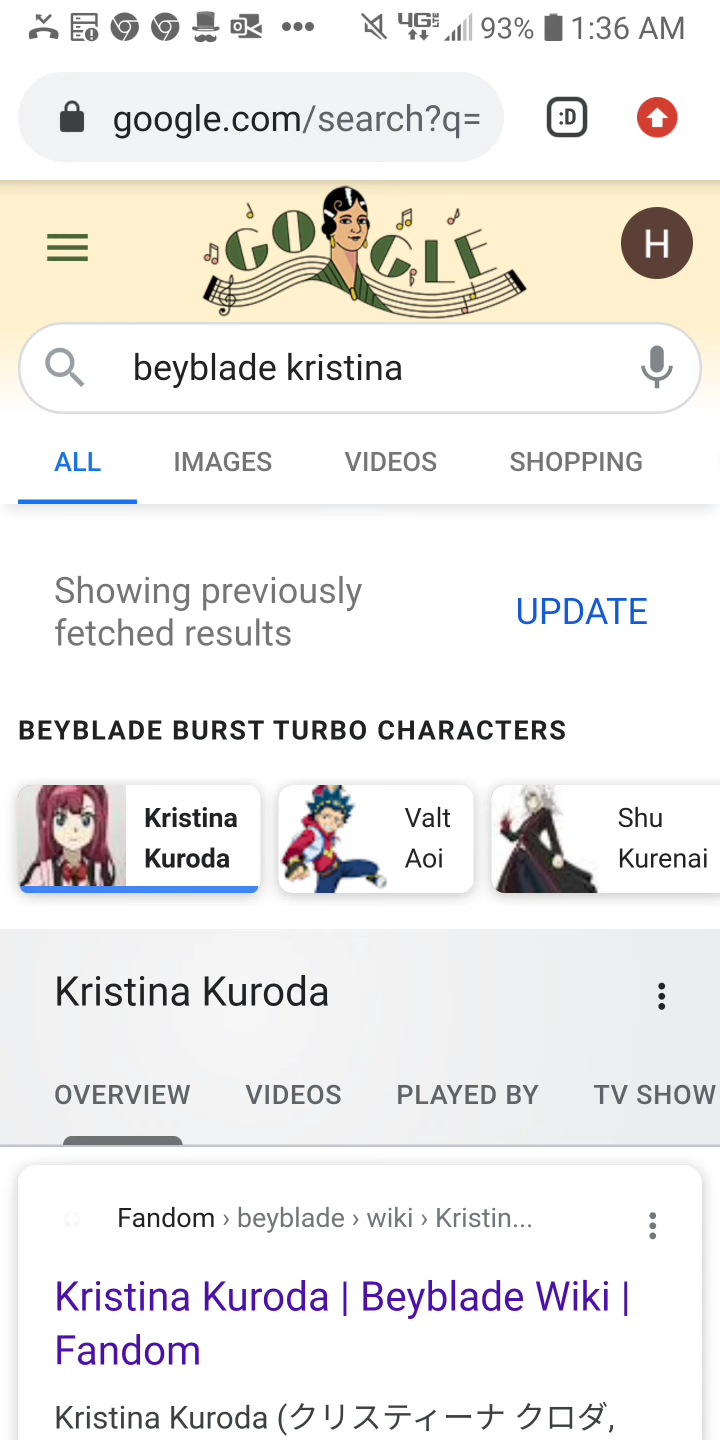 4G 93% 1:36 AM
google.com/search?q= :D
GOOGLE
H
beyblade kristina
ALL IMAGES VIDEOS SHOPPING
Showing previously UPDATE
fetched results
BEYBLADE BURST TURBO CHARACTERS
Kristina Valt Shu
Kuroda Aoi Kurenai
Kristina Kuroda
OVERVIEW VIDEOS PLAYED BY TV SHOW
Fandom › beyblade › wiki › Kristin...
Kristina Kuroda | Beyblade Wiki |
Fandom
Kristina Kuroda (クリスティーナ クロダ,